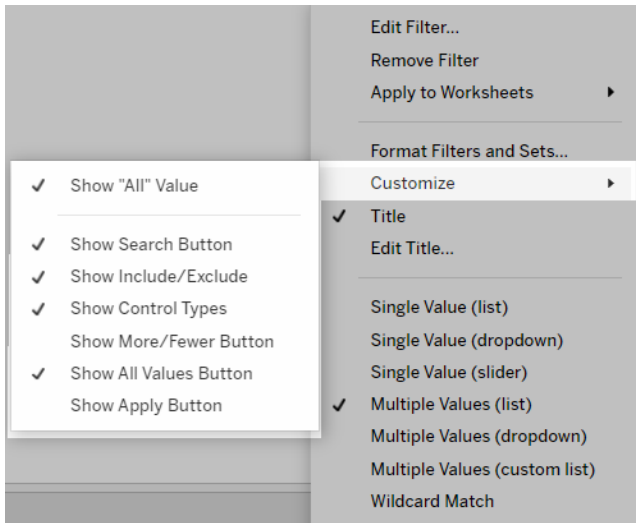 Edit Filter...
Remove Filter
Apply to Worksheets
Format Filters and Sets...
Customize
Title
Edit Title...
Single Value (list)
Single Value (dropdown)
Single Value (slider)
Multiple Values (list)
Multiple Values (dropdown)
Multiple Values (custom list)
Wildcard Match
Show "All" Value
Show Search Button
Show Include/Exclude
Show Control Types
Show More/Fewer Button
Show All Values Button
Show Apply Button